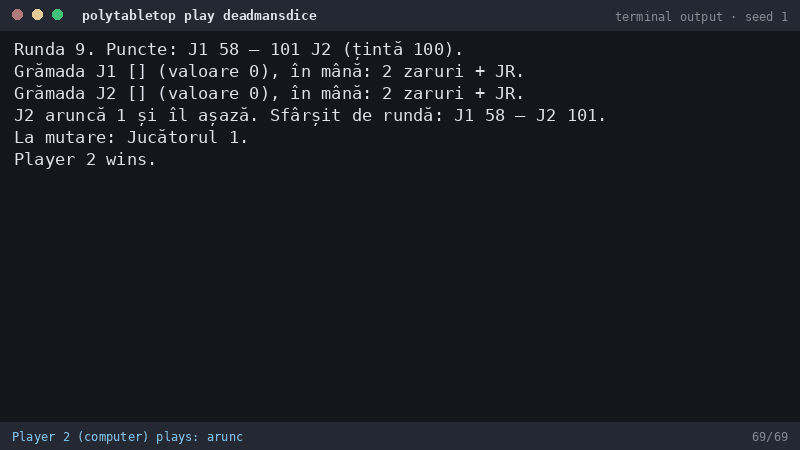 polytabletop play deadmansdice
terminal output · seed 1
Runda 9. Puncte: J1 58 — 101 J2 (țintă 100).
Grămada J1 [] (valoare 0), în mână: 2 zaruri + JR.
Grămada J2 [] (valoare 0), în mână: 2 zaruri + JR.
J2 aruncă 1 și îl așază. Sfârșit de rundă: J1 58 — J2 101.
La mutare: Jucătorul 1.
Player 2 wins.
Player 2 (computer) plays: arunc
69/69